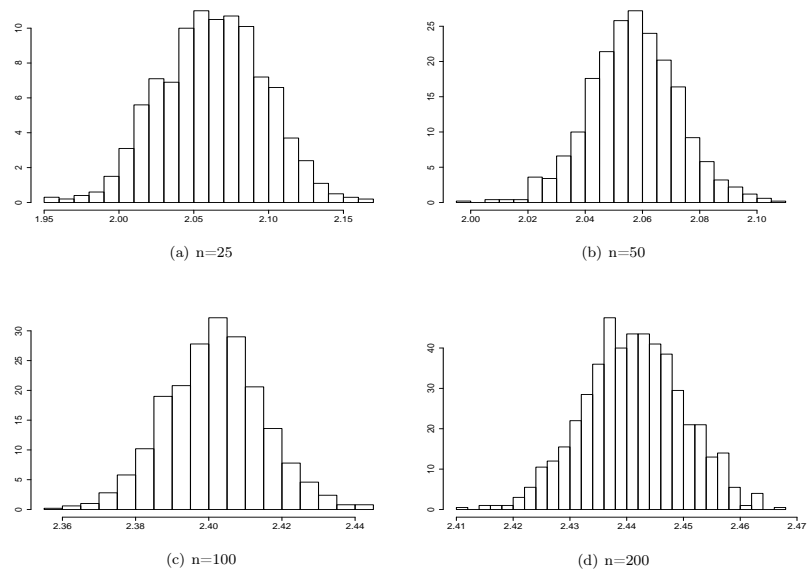 0 2 4 6 8 10
1.95 2.00 2.05 2.10 2.15
(a) n=25
0 5 10 15 20 25
2.00 2.02 2.04 2.06 2.08 2.10
(b) n=50
0 5 10 15 20 25 30
2.36 2.38 2.40 2.42 2.44
(c) n=100
0 10 20 30 40
2.41 2.42 2.43 2.44 2.45 2.46 2.47
(d) n=200